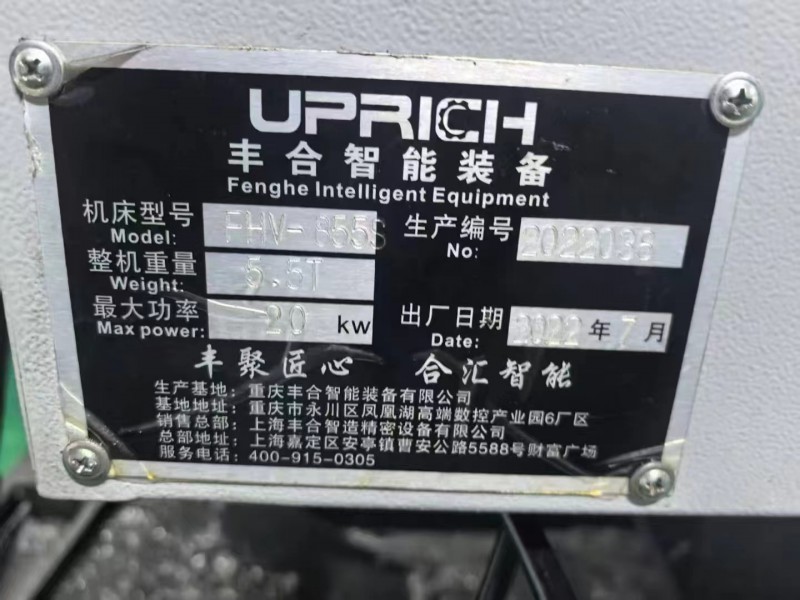 UPRICH
丰合智能装备
Fenghe Intelligent Equipment
机床型号 FHV-855S 生产编号 2022138
Model: No:
整机重量 5.5T
Weight:
最大功率 20 kw 出厂日期 2022年7月
Max power: Date:
丰聚匠心 合汇智能
生产基地：重庆丰合智能装备有限公司
基地地址：重庆市永川区凤凰湖高端数控产业园6厂区
销售总部：上海丰合智造精密设备有限公司
总部地址：上海嘉定区安亭镇曹安公路5588号财富广场
服务电话：400-915-0305